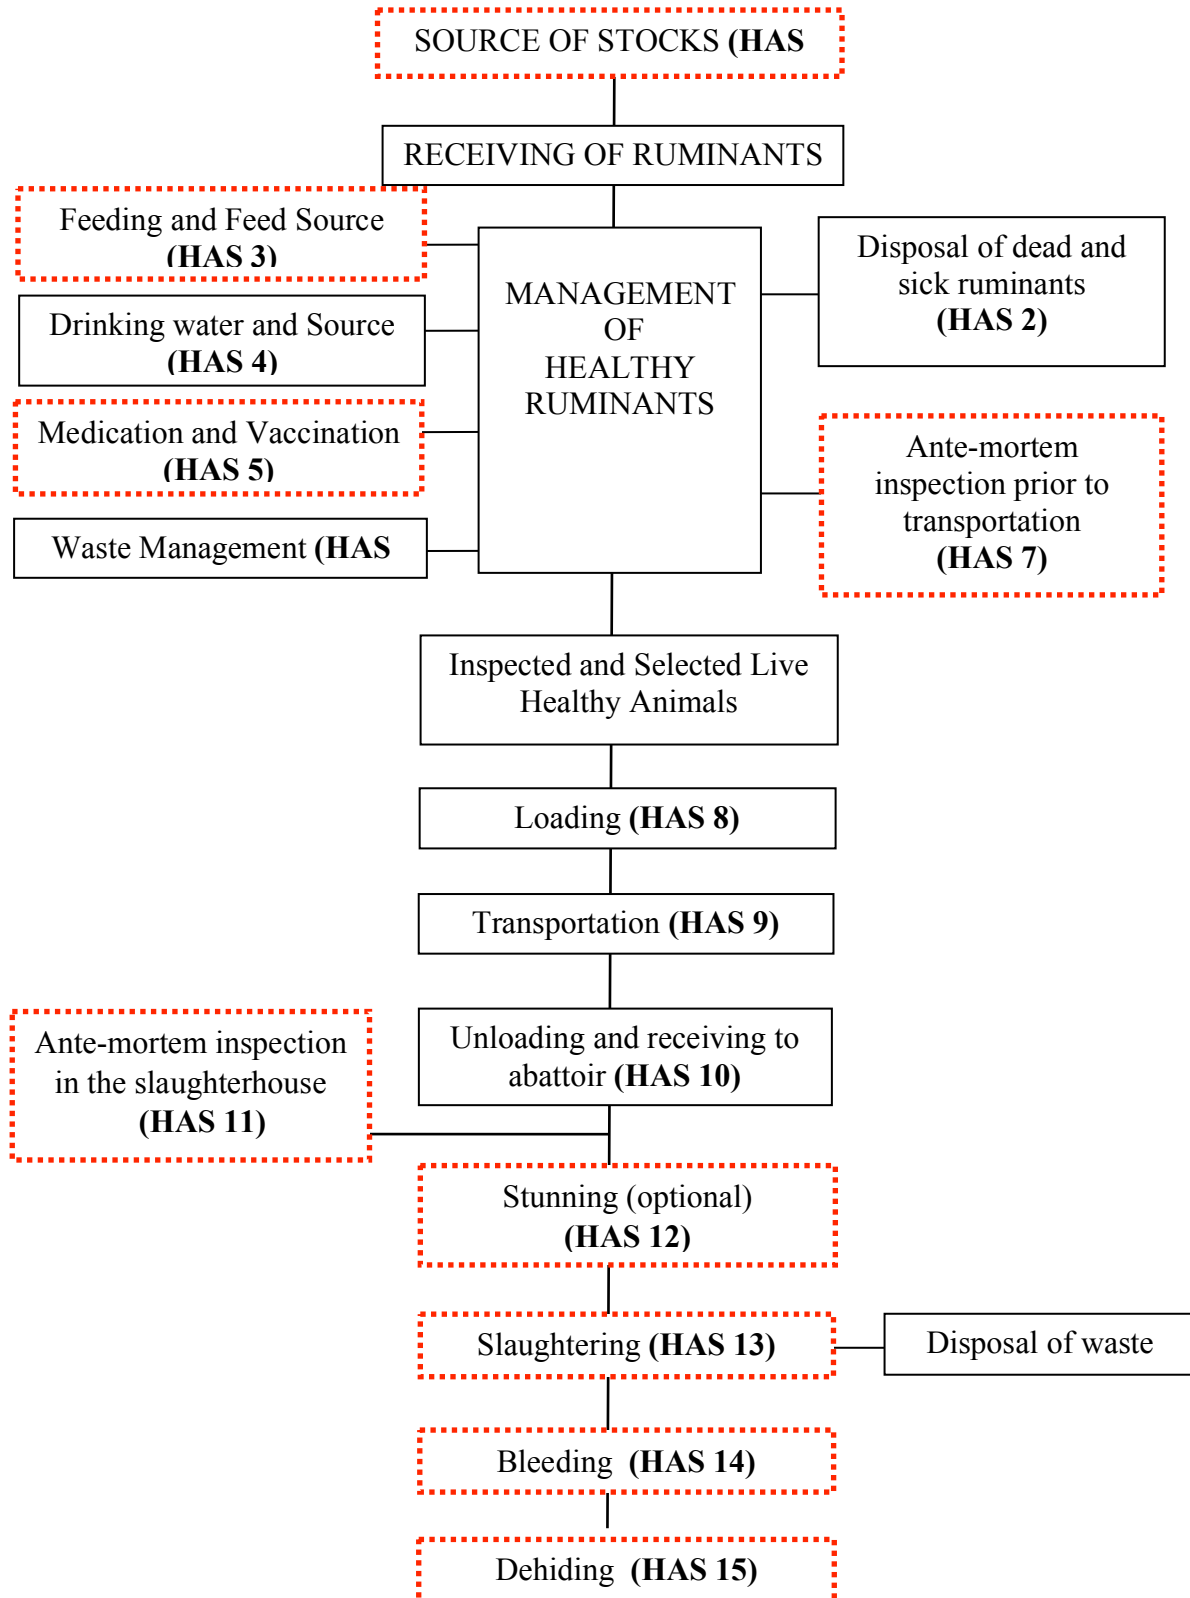 SOURCE OF STOCKS (HAS
RECEIVING OF RUMINANTS
Feeding and Feed Source
(HAS 3)
Drinking water and Source
(HAS 4)
Medication and Vaccination
(HAS 5)
Waste Management (HAS
MANAGEMENT
OF
HEALTHY
RUMINANTS
Disposal of dead and
sick ruminants
(HAS 2)
Ante-mortem
inspection prior to
transportation
(HAS 7)
Inspected and Selected Live
Healthy Animals
Loading (HAS 8)
Transportation (HAS 9)
Unloading and receiving to
abattoir (HAS 10)
Ante-mortem inspection
in the slaughterhouse
(HAS 11)
Stunning (optional)
(HAS 12)
Slaughtering (HAS 13)
Disposal of waste
Bleeding (HAS 14)
Dehiding (HAS 15)